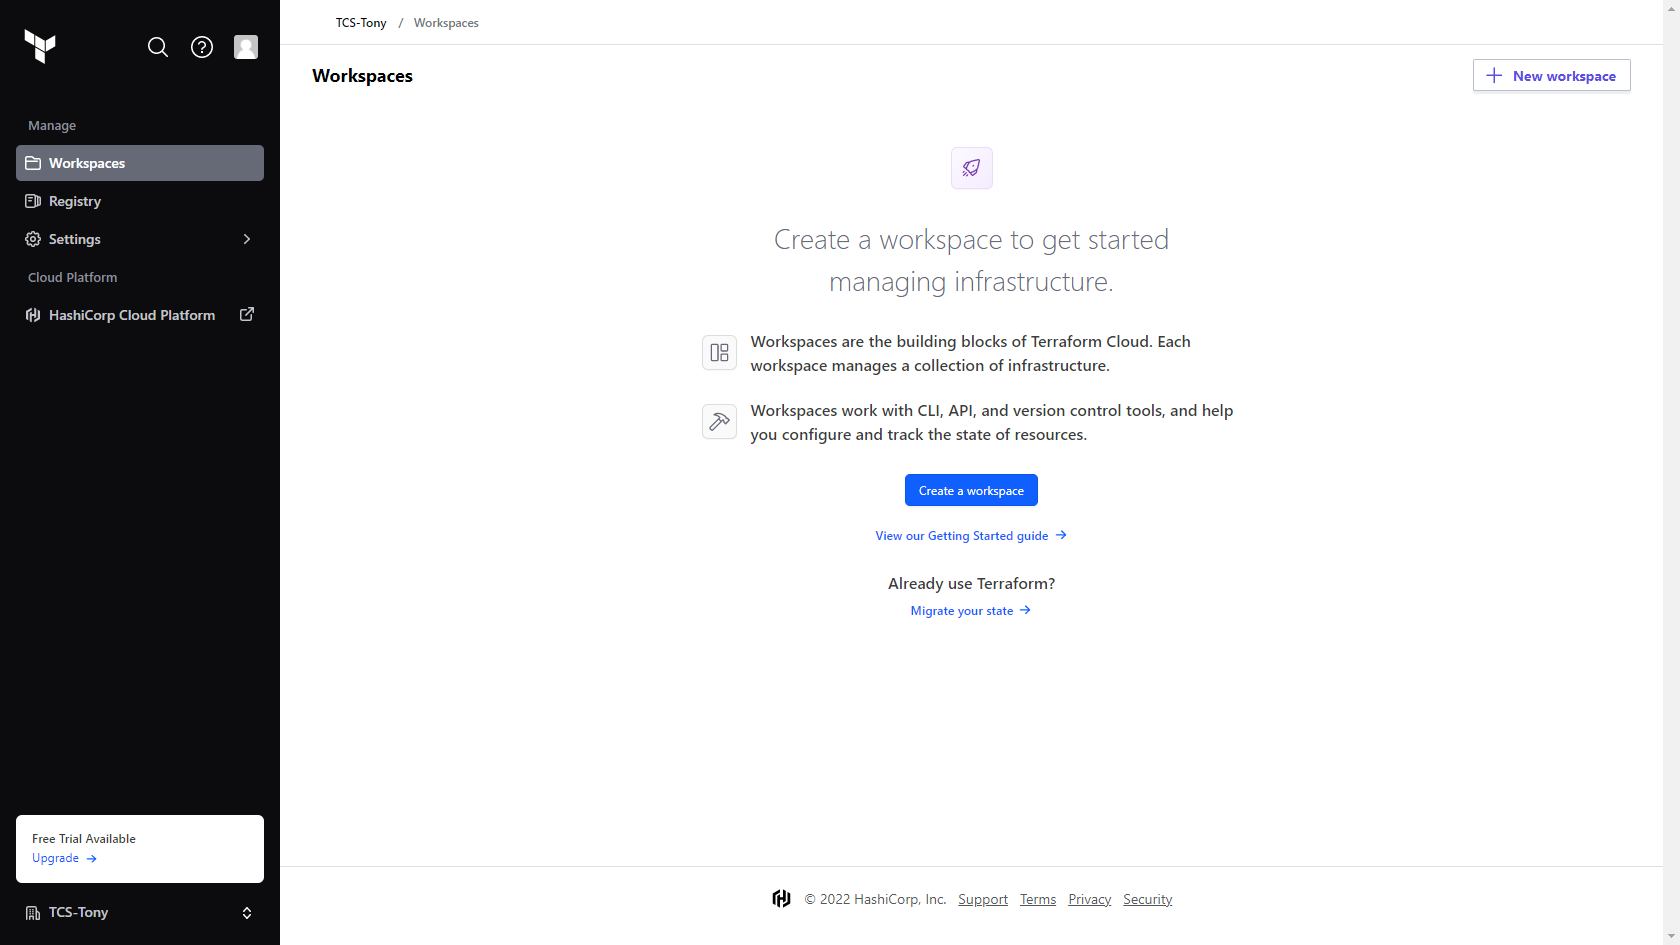 TCS-Tony / Workspaces
Workspaces
New workspace
Manage
Workspaces
Registry
Settings
Cloud Platform
HashiCorp Cloud Platform
Create a workspace to get started
managing infrastructure.
Workspaces are the building blocks of Terraform Cloud. Each
workspace manages a collection of infrastructure.
Workspaces work with CLI, API, and version control tools, and help
you configure and track the state of resources.
Create a workspace
View our Getting Started guide
Already use Terraform?
Migrate your state
Free Trial Available
Upgrade
TCS-Tony
© 2022 HashiCorp, Inc. Support Terms Privacy Security